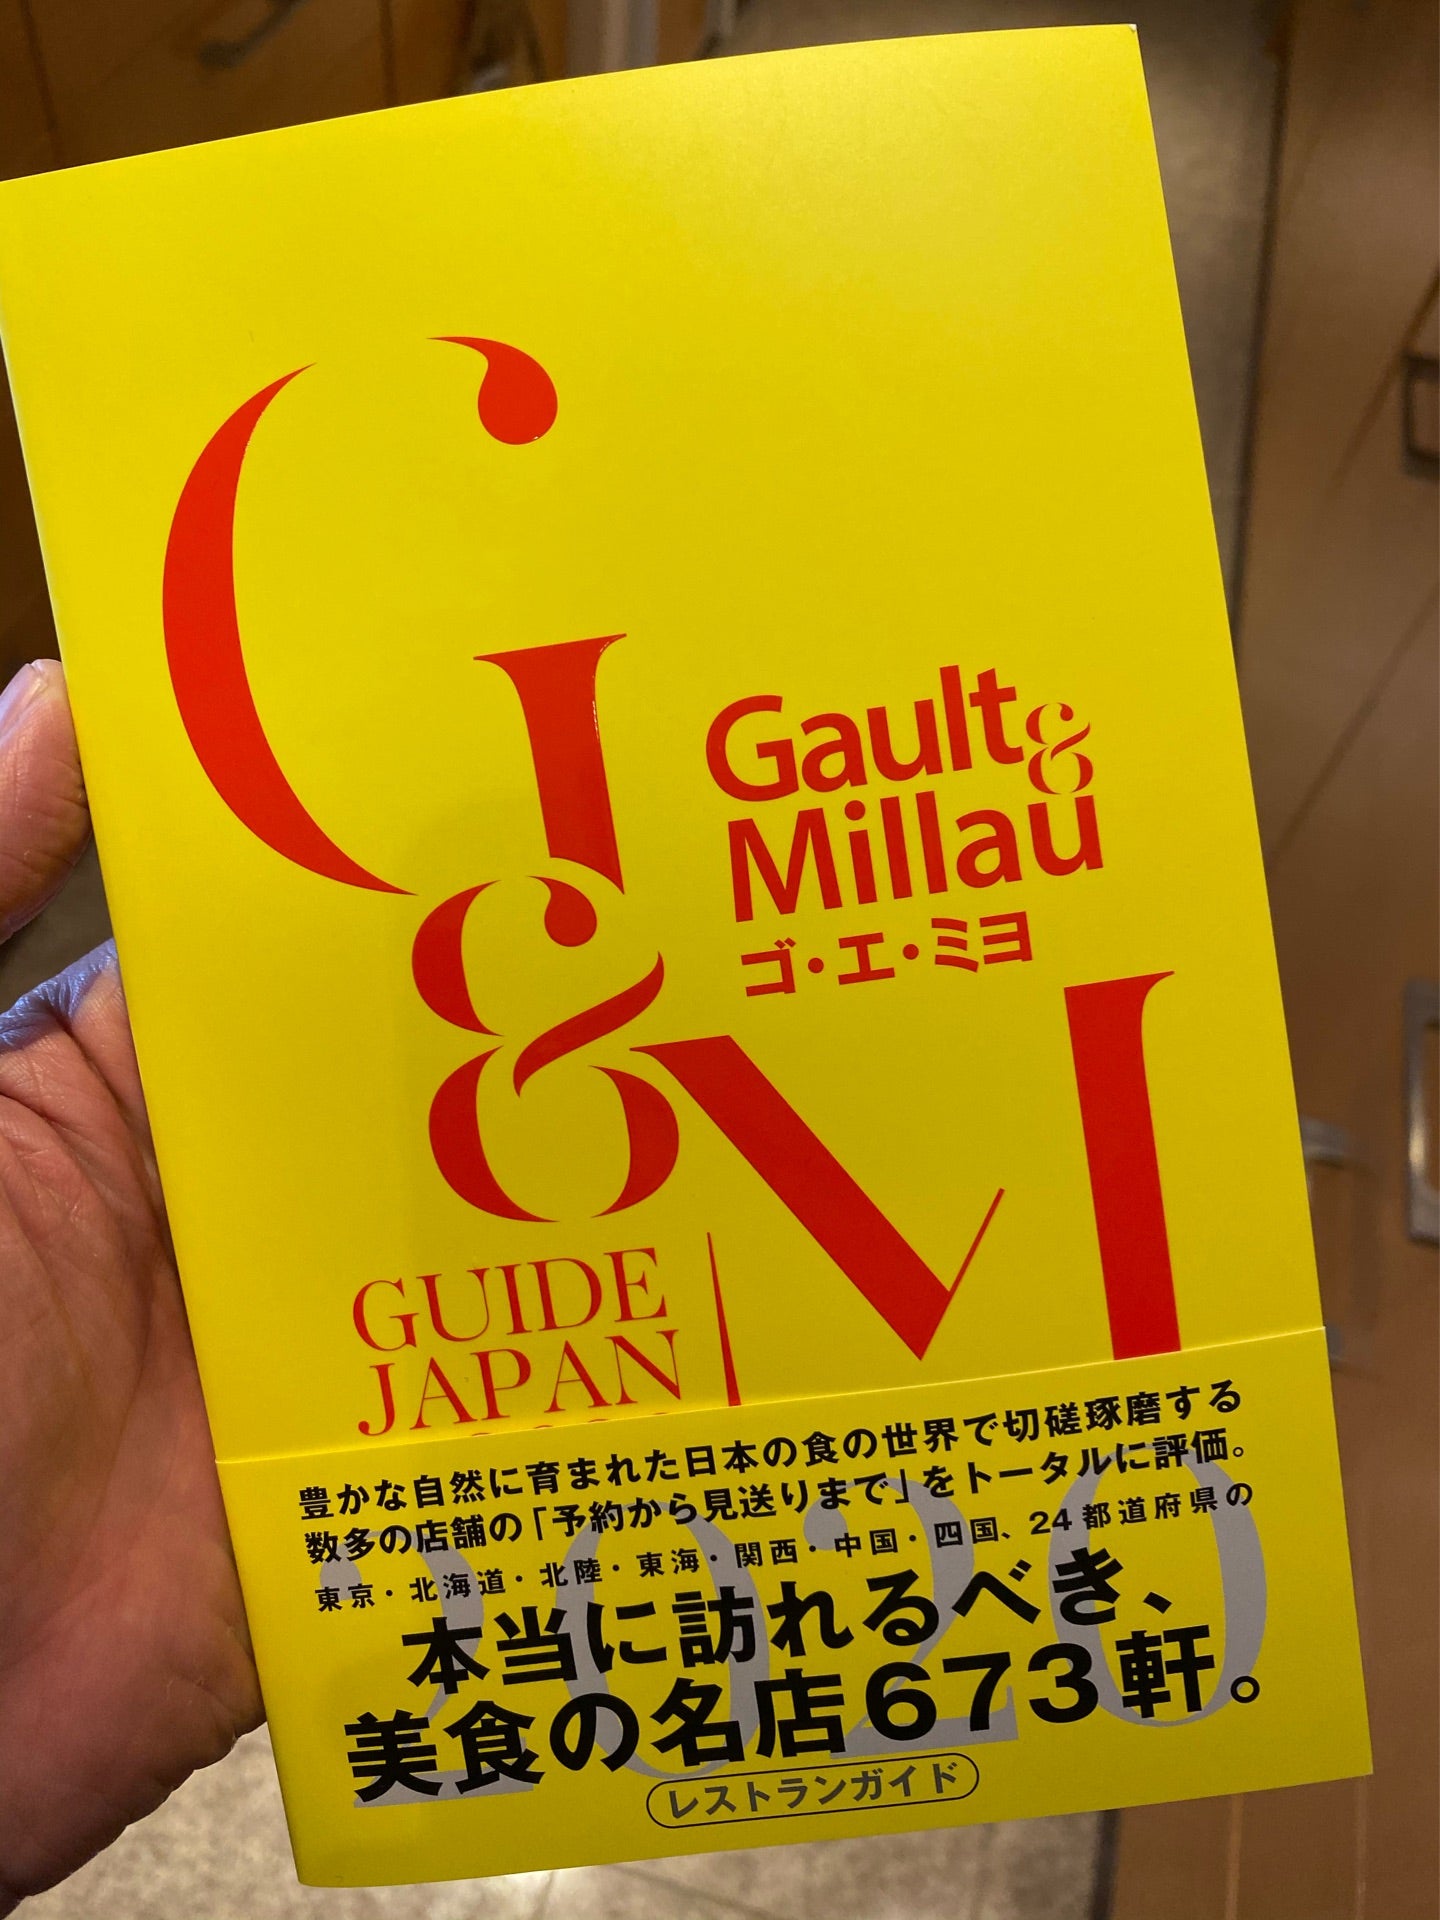 G
&
M
Gault
&
Millau
ゴ・エ・ミヨ
GUIDE
JAPAN
豊かな自然に育まれた日本の食の世界で切磋琢磨する
数多の店舗の「予約から見送りまで」をトータルに評価。
東京・北海道・北陸・東海・関西・中国・四国、24都道府県の
本当に訪れるべき、
美食の名店673軒。
2020
レストランガイド